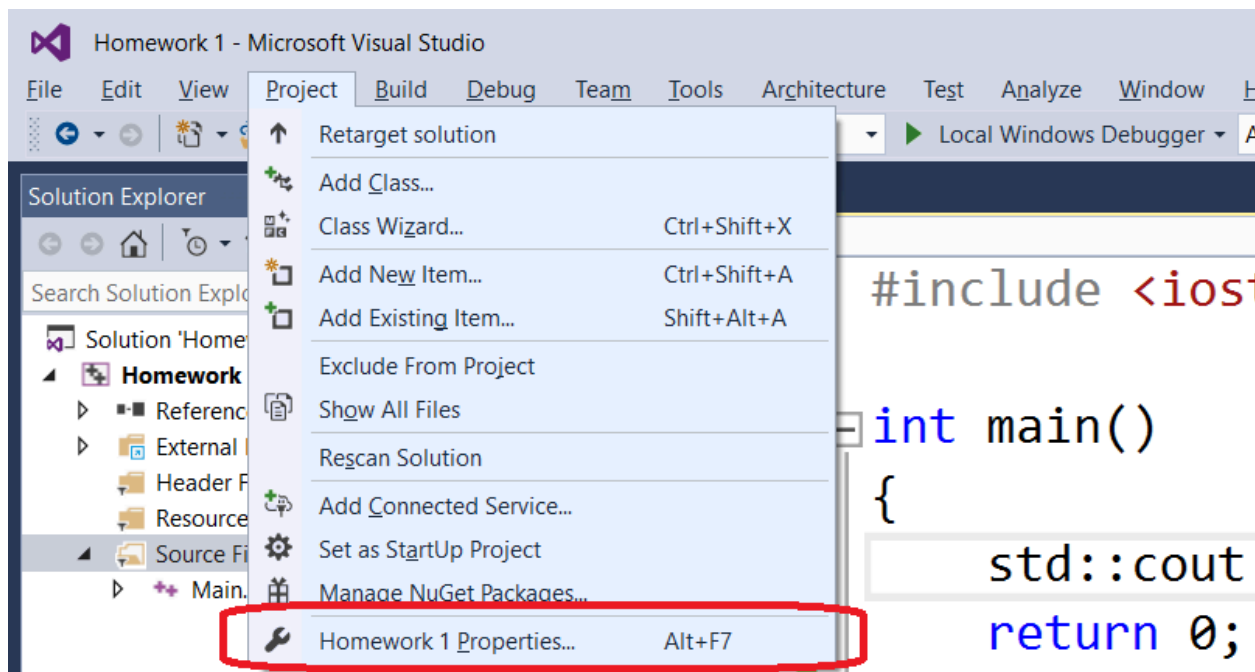 Homework 1 - Microsoft Visual Studio
File Edit View Project Build Debug Team Tools Architecture Test Analyze Window H
Retarget solution
Local Windows Debugger A
Solution Explorer
Add Class...
Class Wizard... Ctrl+Shift+X
Add New Item... Ctrl+Shift+A
Search Solution Explo
#include <iost
Add Existing Item... Shift+Alt+A
Solution 'Home
Exclude From Project
Homework
Show All Files
Referenc
int main()
External
Rescan Solution
Header F
Add Connected Service...
{
Resource
Set as StartUp Project
Source Fi
std::cout
Main.
Manage NuGet Packages...
Homework 1 Properties... Alt+F7
return 0;